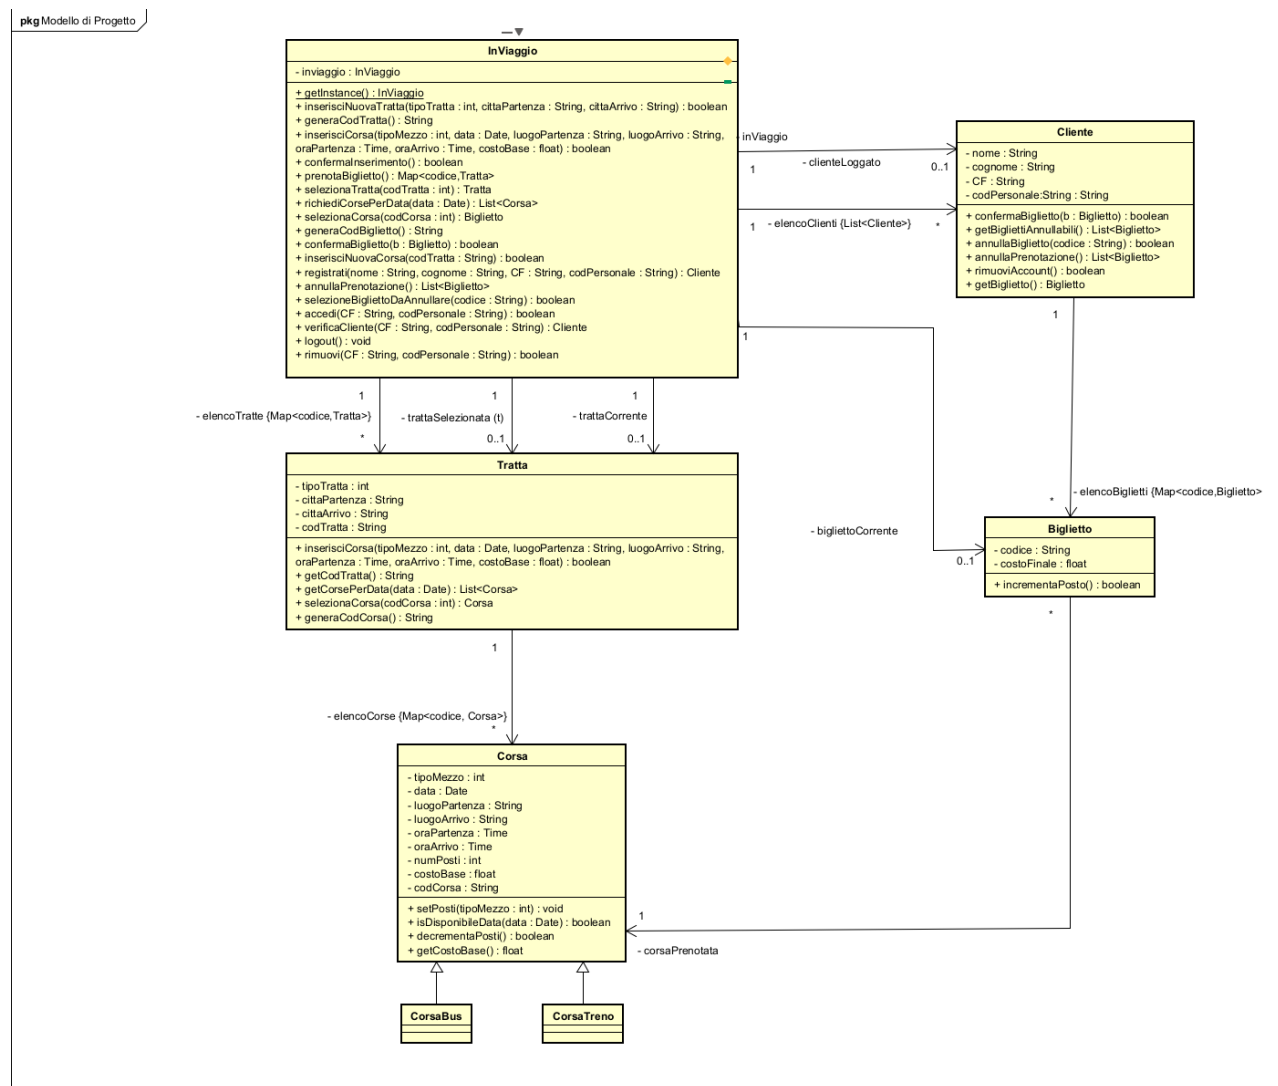 pkg Modello di Progetto
InViaggio
- inviaggio : InViaggio
+ getInstance() : InViaggio
+ inserisciNuovaTratta(tipoTratta : int, cittaPartenza : String, cittaArrivo : String) : boolean
+ generaCodTratta() : String
+ inserisciCorsa(tipoMezzo : int, data : Date, luogoPartenza : String, luogoArrivo : String,
oraPartenza : Time, oraArrivo : Time, costoBase : float) : boolean
+ confermaInserimento() : boolean
+ prenotaBiglietto() : Map<codice,Tratta>
+ selezionaTratta(codTratta : int) : Tratta
+ richiediCorsePerData(data : Date) : List<Corsa>
+ selezionaCorsa(codCorsa : int) : Biglietto
+ generaCodBiglietto() : String
+ confermaBiglietto(b : Biglietto) : boolean
+ inserisciNuovaCorsa(codTratta : String) : boolean
+ registrati(nome : String, cognome : String, CF : String, codPersonale : String) : Cliente
+ annullaPrenotazione() : List<Biglietto>
+ selezioneBigliettoDaAnnullare(codice : String) : boolean
+ accedi(CF : String, codPersonale : String) : boolean
+ verificaCliente(CF : String, codPersonale : String) : Cliente
+ logout() : void
+ rimuovi(CF : String, codPersonale : String) : boolean
- inViaggio
1
- clienteLoggato
0..1
1
- elencoClienti {List<Cliente>}
*
1
Cliente
- nome : String
- cognome : String
- CF : String
- codPersonale:String : String
+ confermaBiglietto(b : Biglietto) : boolean
+ getBigliettiAnnullabili() : List<Biglietto>
+ annullaBiglietto(codice : String) : boolean
+ annullaPrenotazione() : List<Biglietto>
+ rimuoviAccount() : boolean
+ getBiglietto() : Biglietto
1
1
1
1
- elencoTratte {Map<codice,Tratta>}
- trattaSelezionata (t)
- trattaCorrente
*
0..1
0..1
Tratta
- tipoTratta : int
- cittaPartenza : String
- cittaArrivo : String
- codTratta : String
+ inserisciCorsa(tipoMezzo : int, data : Date, luogoPartenza : String, luogoArrivo : String,
oraPartenza : Time, oraArrivo : Time, costoBase : float) : boolean
+ getCodTratta() : String
+ getCorsePerData(data : Date) : List<Corsa>
+ selezionaCorsa(codCorsa : int) : Corsa
+ generaCodCorsa() : String
- elencoBiglietti {Map<codice,Biglietto>
*
- bigliettoCorrente
0..1
Biglietto
- codice : String
- costoFinale : float
+ incrementaPosto() : boolean
*
1
- elencoCorse {Map<codice, Corsa>}
*
Corsa
- tipoMezzo : int
- data : Date
- luogoPartenza : String
- luogoArrivo : String
- oraPartenza : Time
- oraArrivo : Time
- numPosti : int
- costoBase : float
- codCorsa : String
+ setPosti(tipoMezzo : int) : void
+ isDisponibileData(data : Date) : boolean
+ decrementaPosti() : boolean
+ getCostoBase() : float
1
- corsaPrenotata
CorsaBus
CorsaTreno